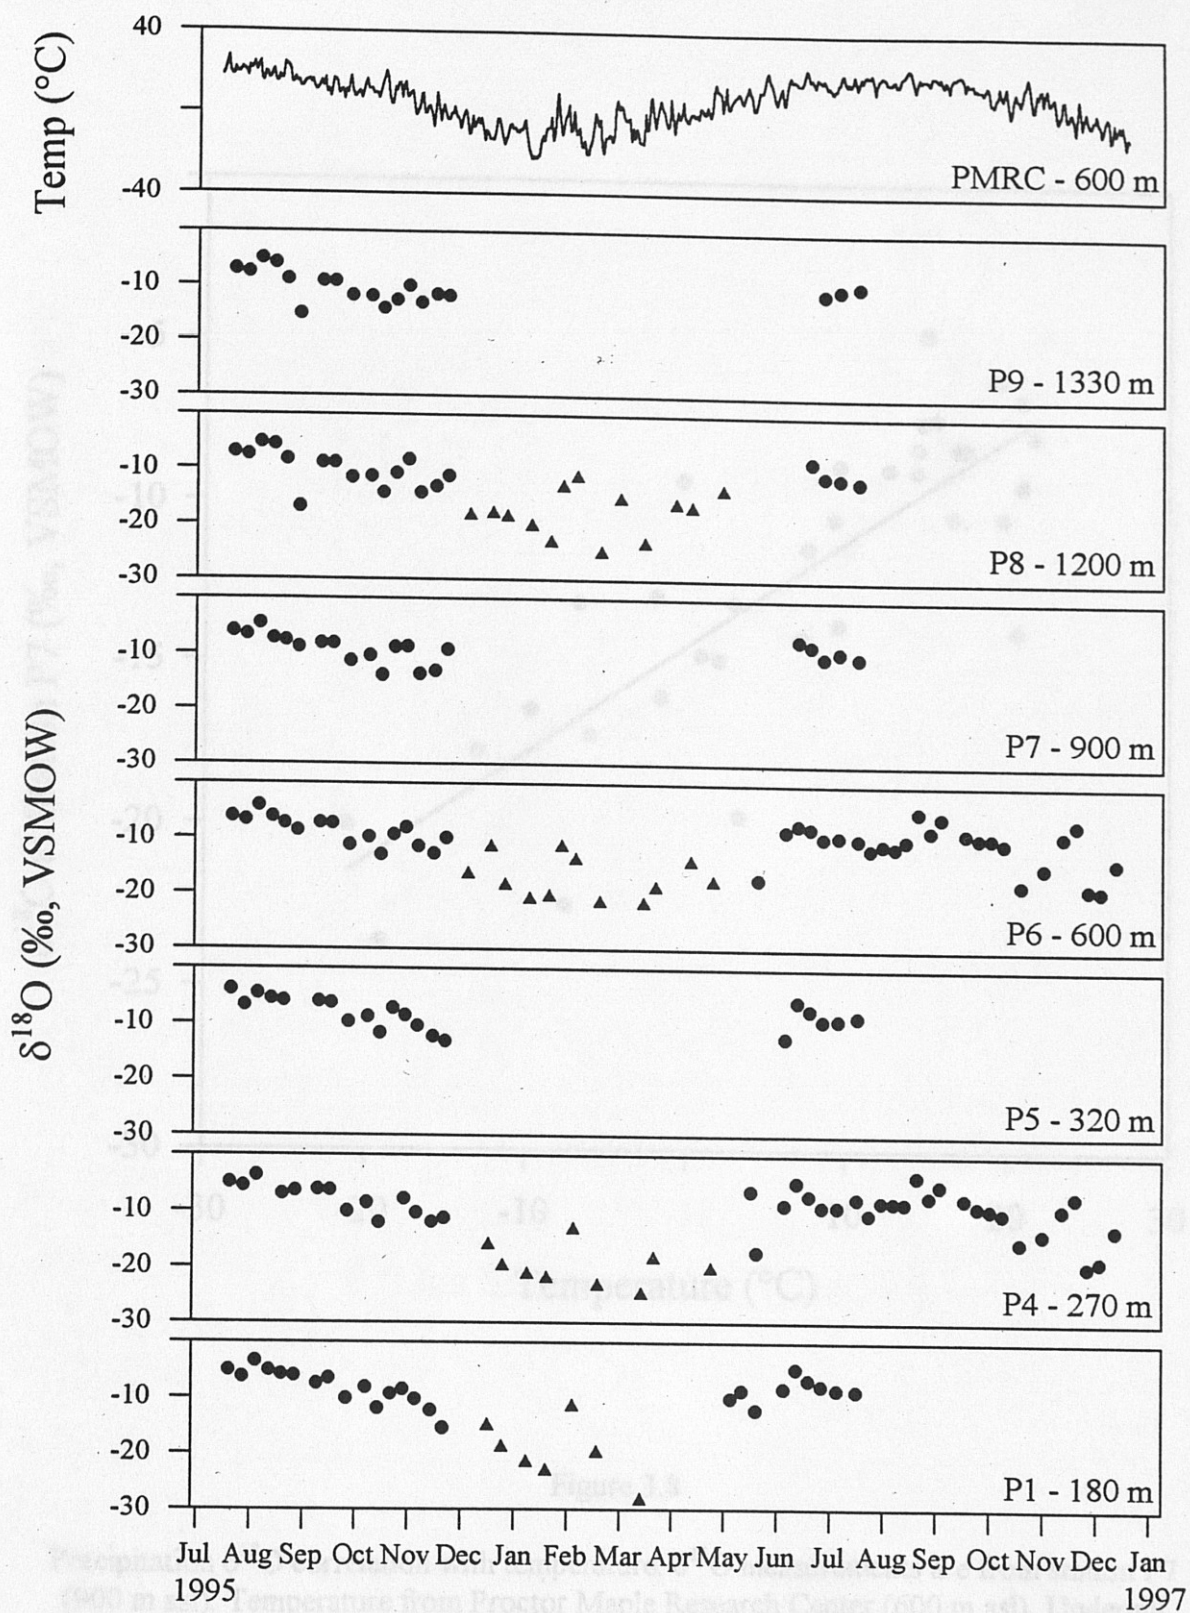 40
Temp (°C)
-40
PMRC - 600 m
-10
-20
-30
P9 - 1330 m
-10
-20
-30
P8 - 1200 m
-10
-20
-30
P7 - 900 m
δ18O (‰, VSMOW)
-10
-20
-30
P6 - 600 m
-10
-20
-30
P5 - 320 m
-10
-20
-30
P4 - 270 m
-10
-20
-30
P1 - 180 m
Jul Aug Sep Oct Nov Dec Jan Feb Mar Apr May Jun Jul Aug Sep Oct Nov Dec Jan
1995 1997